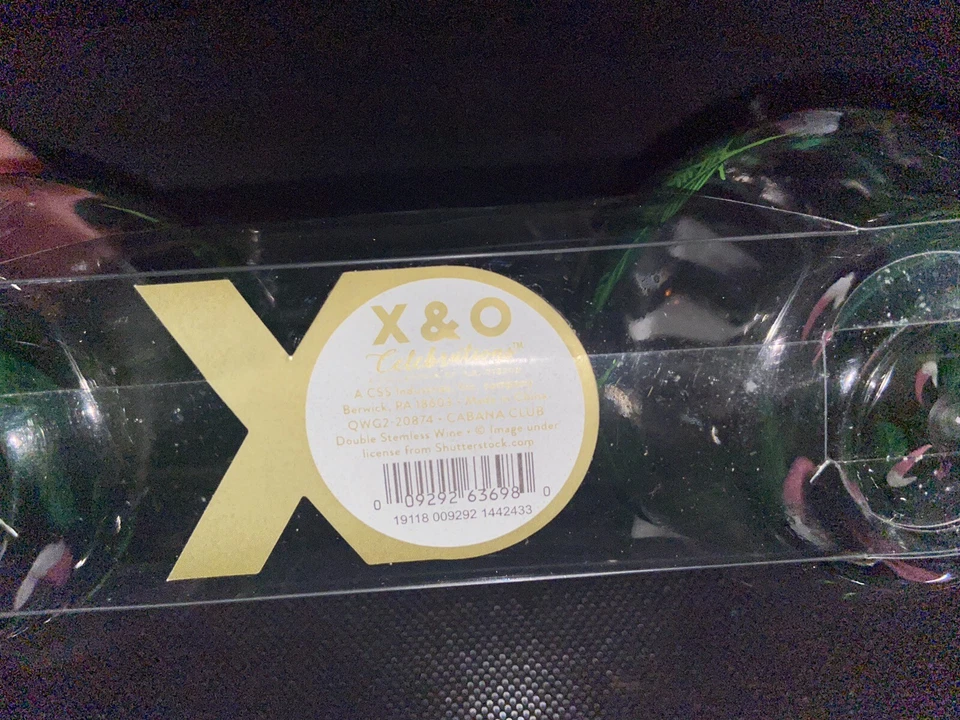 XO
X & O
Celebrations™
A CSS Industries, Inc. company
Berwick, PA 18603 •
QWG2-20874 • CABANA CLUB
Double Stemless Wine • © Image under
license from Shutterstock.com
0 09292 63698 0
19118 009292 1442433